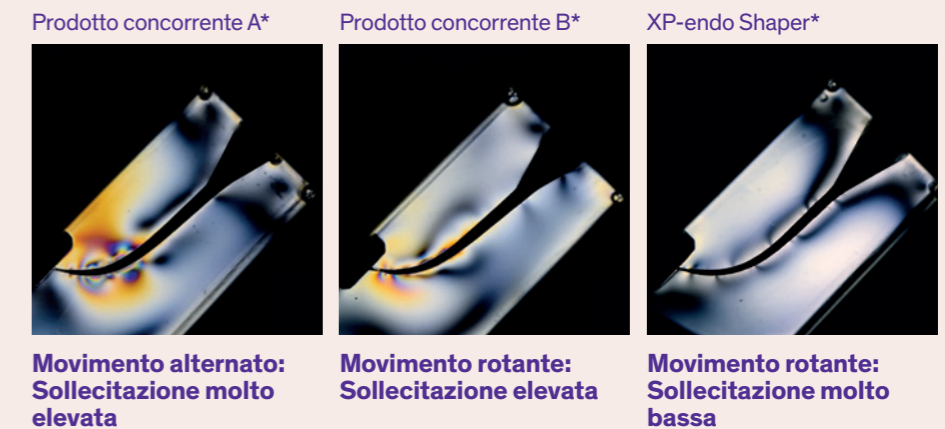 Prodotto concorrente A*
Prodotto concorrente B*
XP-endo Shaper*
Movimento alternato:
Sollecitazione molto
elevata
Movimento rotante:
Sollecitazione elevata
Movimento rotante:
Sollecitazione molto
bassa